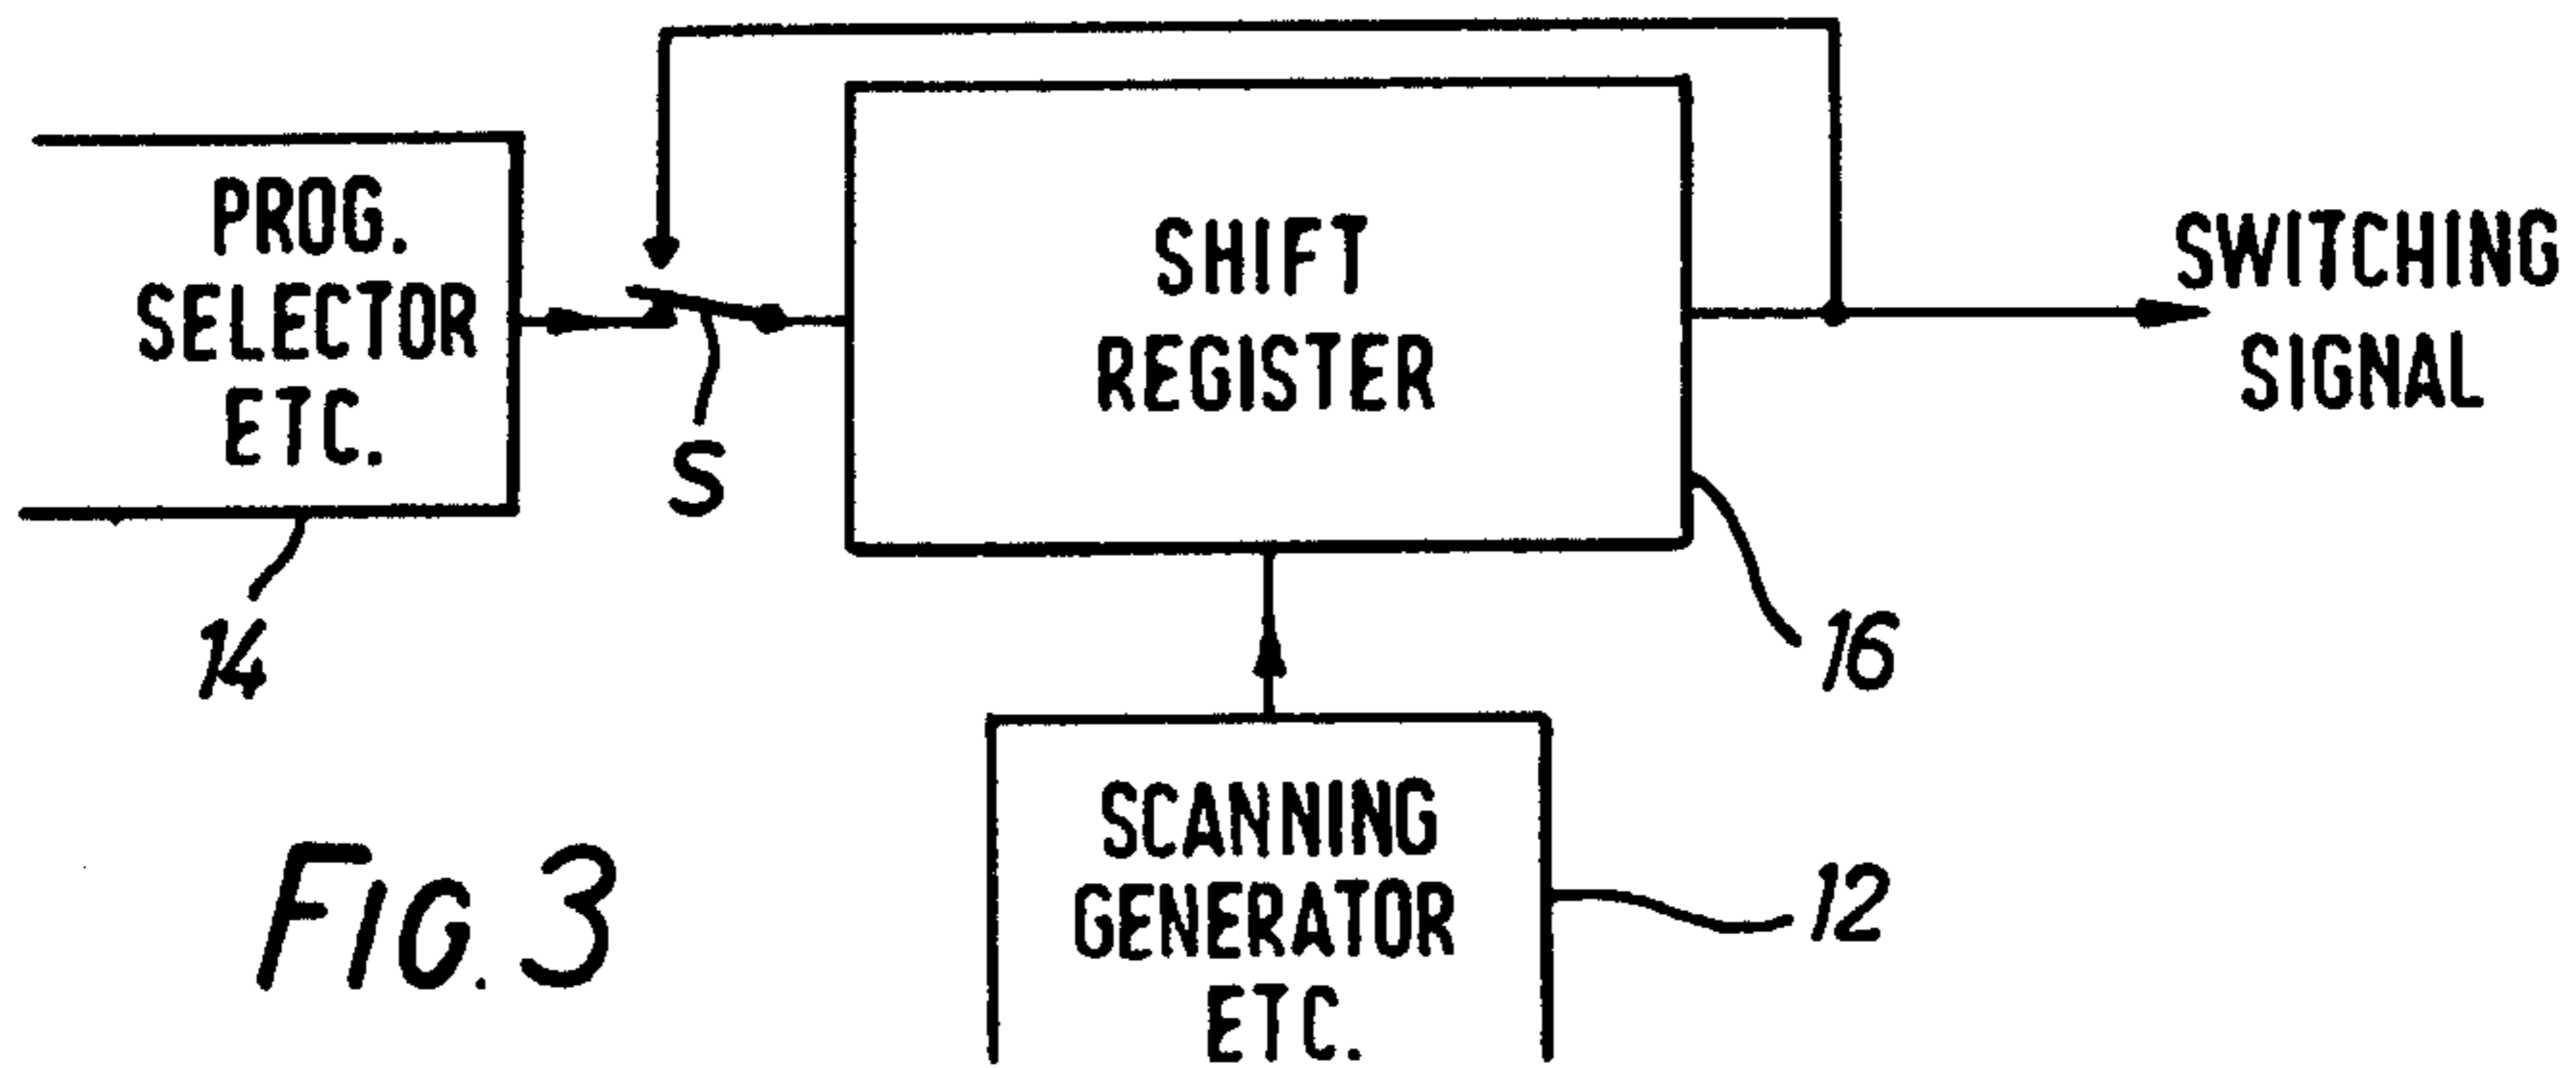 PROG.
SELECTOR
ETC.
14
S
SHIFT
REGISTER
16
SWITCHING
SIGNAL
SCANNING
GENERATOR
ETC.
12
FIG. 3